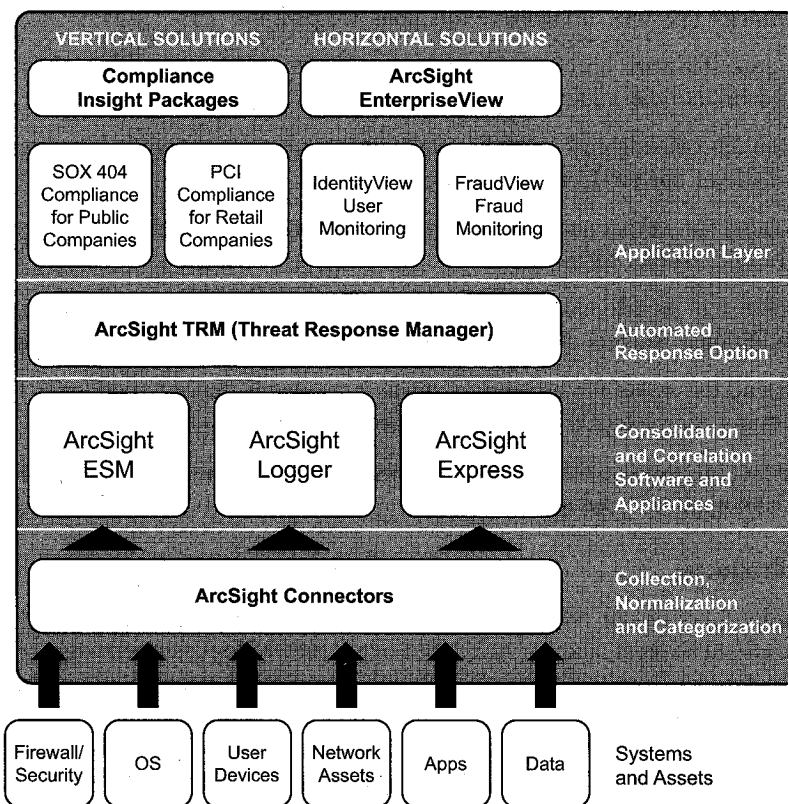 VERTICAL SOLUTIONS
HORIZONTAL SOLUTIONS
Compliance
Insight Packages
ArcSight
EnterpriseView
SOX 404
Compliance
for Public
Companies
PCI
Compliance
for Retail
Companies
IdentityView
User
Monitoring
FraudView
Fraud
Monitoring
Application Layer
ArcSight TRM (Threat Response Manager)
Automated
Response Option
ArcSight
ESM
ArcSight
Logger
ArcSight
Express
Consolidation
and Correlation
Software and
Appliances
ArcSight Connectors
Collection,
Normalization
and Categorization
Firewall/
Security
OS
User
Devices
Network
Assets
Apps
Data
Systems
and Assets